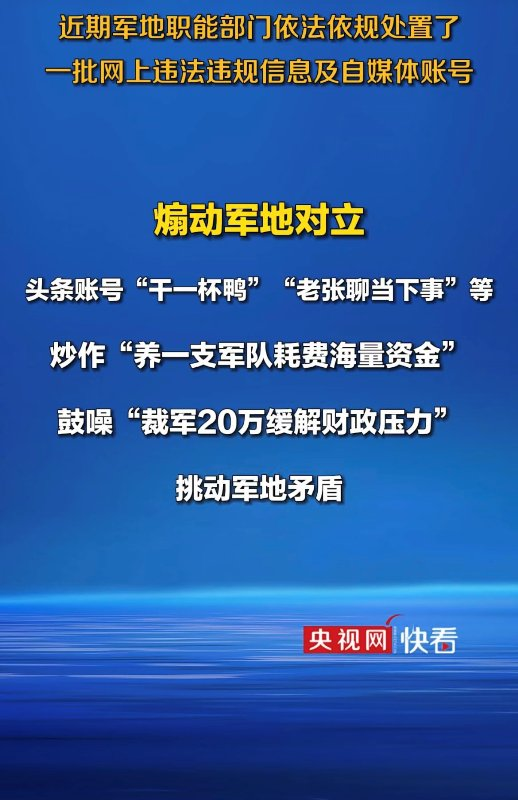 近期军地职能部门依法依规处置了
一批网上违法违规信息及自媒体账号
煽动军地对立
头条账号“干一杯鸭”“老张聊当下事”等
炒作“养一支军队耗费海量资金”
鼓噪“裁军20万缓解财政压力”
挑动军地矛盾
央视网 快看